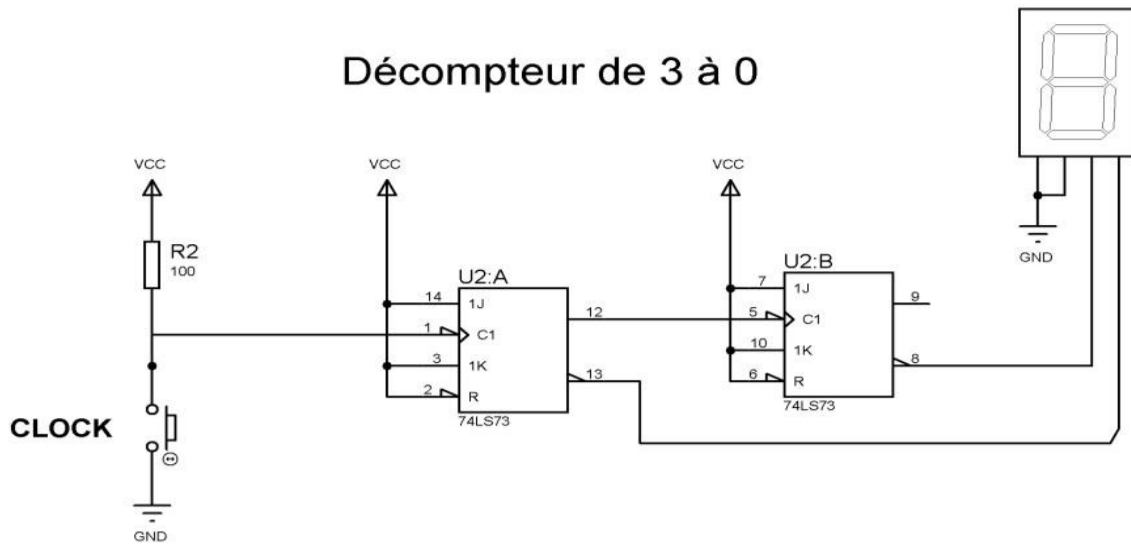 Décompteur de 3 à 0
VCC
VCC
VCC
R2
100
GND
U2:A
U2:B
14
1J
12
7
1J
9
1
C1
5
C1
3
1K
10
1K
8
2
R
13
6
R
74LS73
74LS73
CLOCK
GND